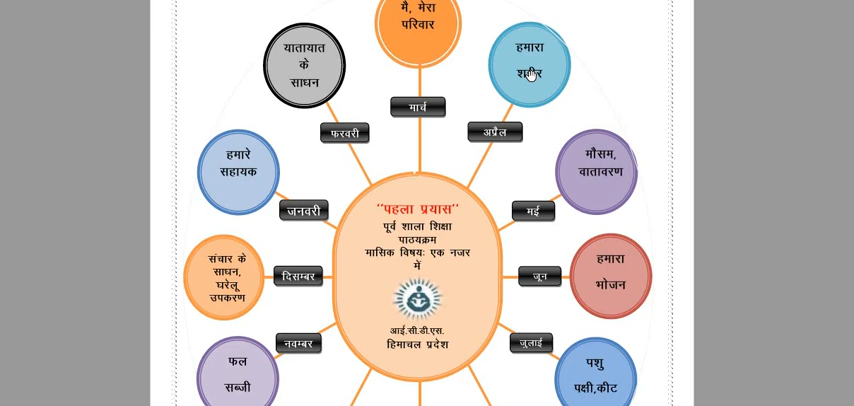 मै, मेरा
परिवार
यातायात
के
साधन
हमारा
शरीर
मार्च
फरवरी
अप्रैल
हमारे
सहायक
मौसम,
वातावरण
जनवरी
मई
"पहला प्रयास"
पूर्व शाला शिक्षा
पाठयक्रम
मासिक विषयः एक नजर
में
संचार के
साधन,
घरेलू
उपकरण
दिसम्बर
जून
हमारा
भोजन
आई.सी.डी.एस.
हिमाचल प्रदेश
नवम्बर
जुलाई
फल
सब्जी
पशु
पक्षी,कीट